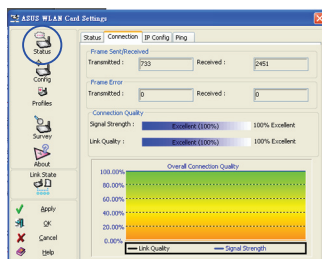 ASUS WLAN Card Settings
Status
Config
Profiles
Survey
About
Link State
Apply
OK
Cancel
Help
Status Connection IP Config Ping
Frame Sent/Received
Transmitted : 733 Received : 2451
Frame Error
Transmitted : 0 Received : 0
Connection Quality
Signal Strength : Excellent (100%) 100% Excellent
Link Quality : Excellent (100%) 100% Excellent
Overall Connection Quality
100.00%
80.00%
60.00%
40.00%
20.00%
0.00%
Link Quality Signal Strength